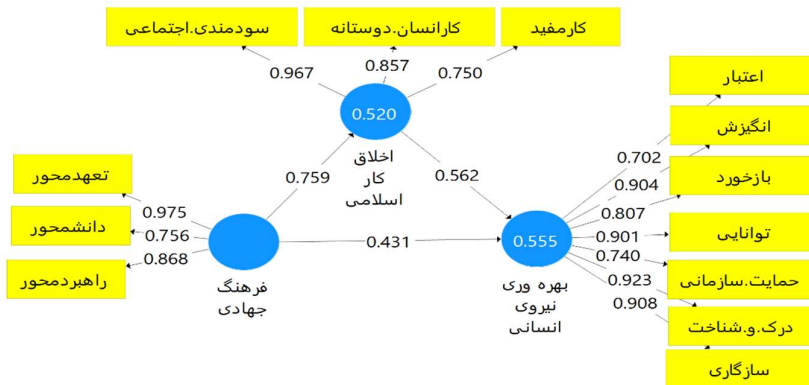 سودمندی.اجتماعی
کارانسان.دوستانه
کارمفید
0.967
0.857
0.750
0.520
اخلاق
کار
اسلامی
0.759
0.562
تعهدمحور
دانشمحور
راهبردمحور
0.975
0.756
0.868
فرهنگ
جهادی
0.431
0.555
بهره وری
نیروی
انسانی
0.702
0.904
0.807
0.901
0.740
0.923
0.908
اعتبار
انگیزش
بازخورد
توانایی
حمایت.سازمانی
درک.و.شناخت
سازگاری